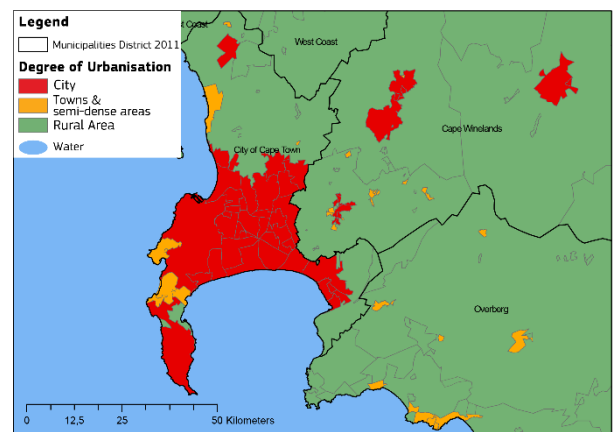 Legend
Municipalities District 2011
Degree of Urbanisation
City
Towns &
semi-dense areas
Rural Area
Water
t Coast
West Coast
City of Cape Town
Cape Winelands
Overberg
0 12,5 25 50 Kilometers